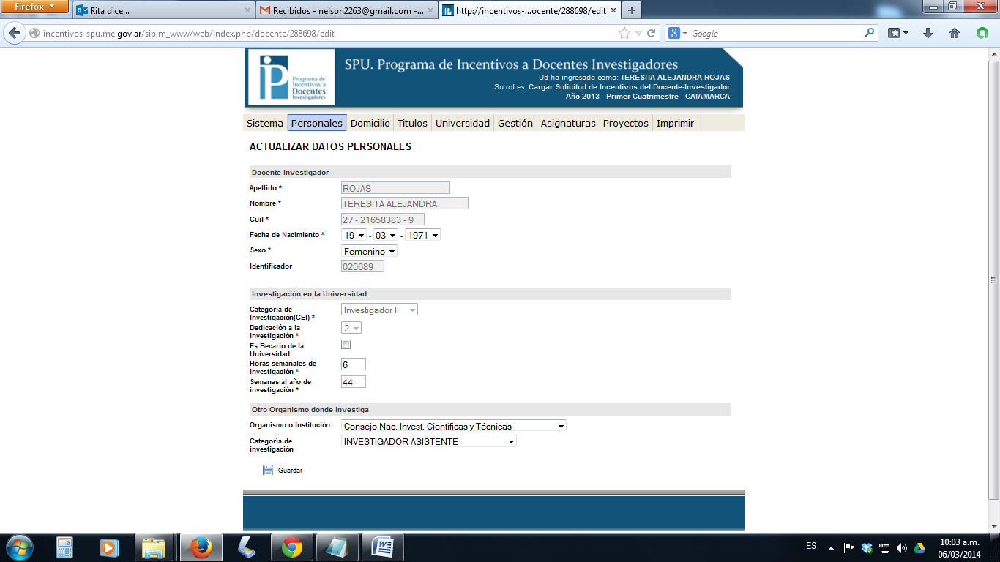 Firefox
Rita dice...
Recibidos - nelson2263@gmail.com -...
http://incentivos-...ocente/288698/edit
incentivos-spu.me.gov.ar/sipim_www/web/index.php/docente/288698/edit
Google
Programa de
Incentivos a
Docentes
Investigadores
SPU. Programa de Incentivos a Docentes Investigadores
Ud ha ingresado como: TERESITA ALEJANDRA ROJAS
Su rol es: Cargar Solicitud de Incentivos del Docente-Investigador
Año 2013 - Primer Cuatrimestre - CATAMARCA
Sistema Personales Domicilio Titulos Universidad Gestión Asignaturas Proyectos Imprimir
ACTUALIZAR DATOS PERSONALES
Docente-Investigador
Apellido * ROJAS
Nombre * TERESITA ALEJANDRA
Cuil * 27 - 21658383 - 9
Fecha de Nacimiento * 19 - 03 - 1971
Sexo * Femenino
Identificador 020689
Investigación en la Universidad
Categoría de
Investigación(CEI) * Investigador II
Dedicación a la
Investigación * 2
Es Becario de la
Universidad
Horas semanales de
investigación * 6
Semanas al año de
investigación * 44
Otro Organismo donde Investiga
Organismo o Institución Consejo Nac. Invest. Científicas y Técnicas
Categoría de
investigación INVESTIGADOR ASISTENTE
Guardar
ES
10:03 a.m.
06/03/2014